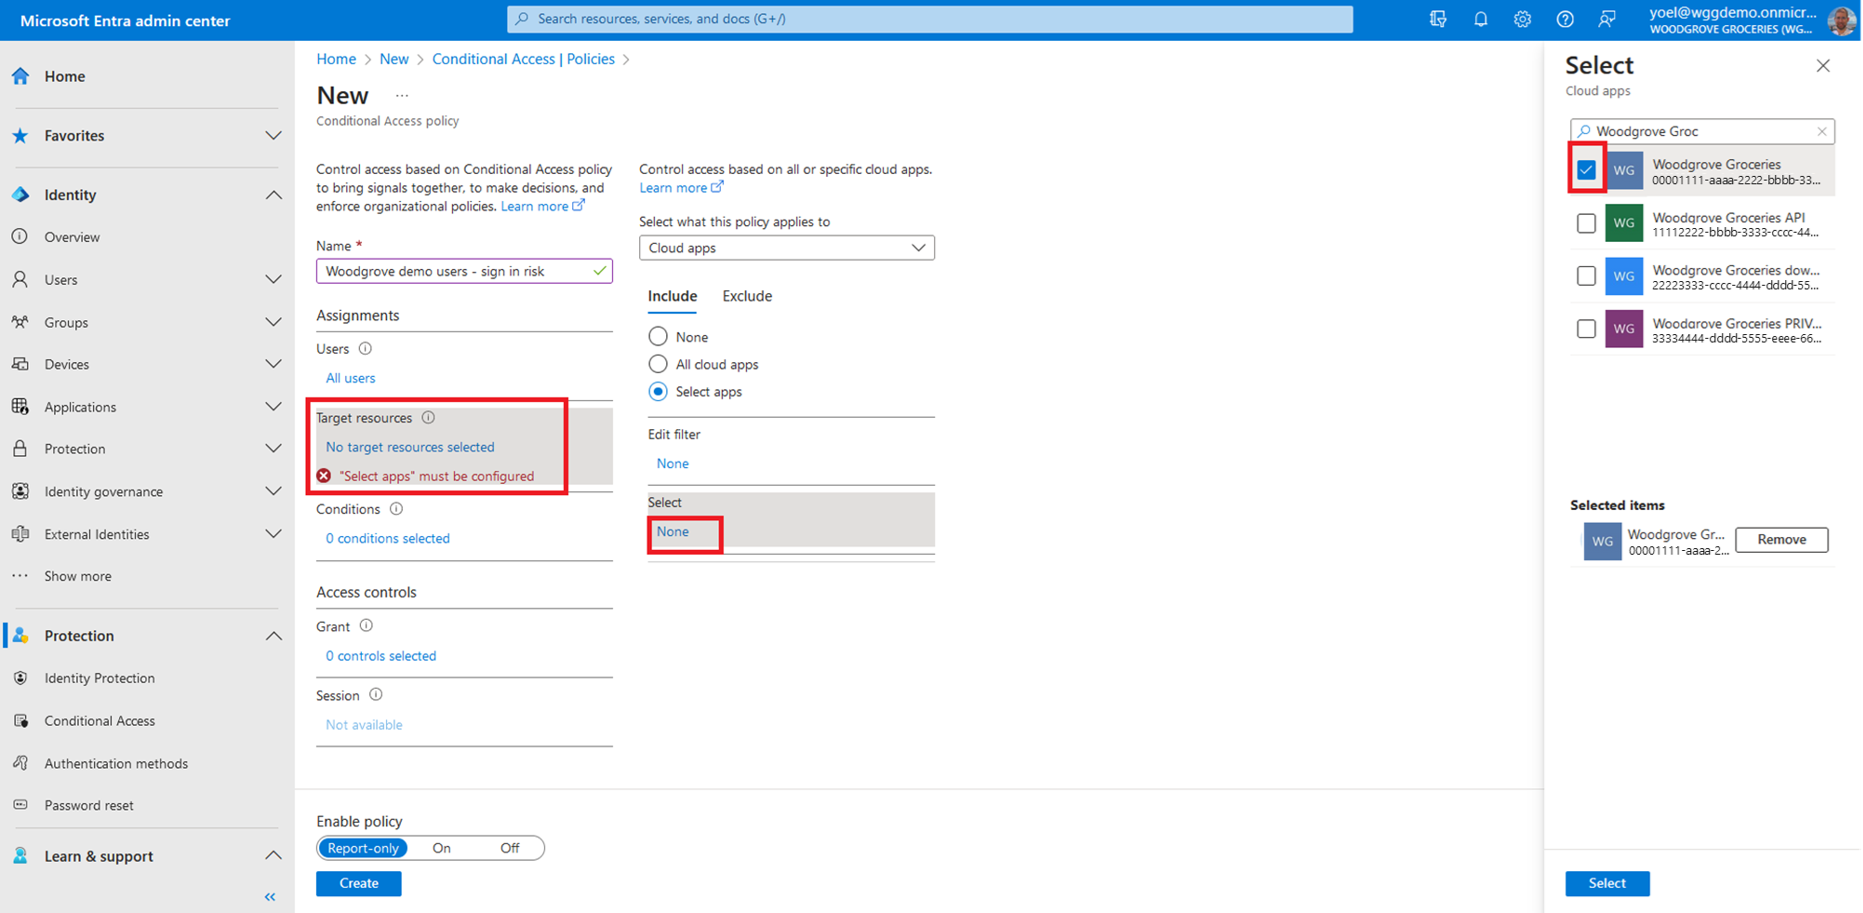 Microsoft Entra admin center
Search resources, services, and docs (G+/)
yoel@wggdemo.onmicr...
WOODGROVE GROCERIES (WG...
Home
Favorites
Identity
Overview
Users
Groups
Devices
Applications
Protection
Identity governance
External Identities
Show more
Protection
Identity Protection
Conditional Access
Authentication methods
Password reset
Learn & support
Home > New > Conditional Access | Policies >
New ...
Conditional Access policy
Control access based on Conditional Access policy
to bring signals together, to make decisions, and
enforce organizational policies. Learn more
Name *
Woodgrove demo users - sign in risk
Assignments
Users
All users
Target resources
No target resources selected
"Select apps" must be configured
Conditions
0 conditions selected
Access controls
Grant
0 controls selected
Session
Not available
Control access based on all or specific cloud apps.
Learn more
Select what this policy applies to
Cloud apps
Include Exclude
None
All cloud apps
Select apps
Edit filter
None
Select
None
Enable policy
Report-only On Off
Create
Select
Cloud apps
Woodgrove Groc
WG
Woodgrove Groceries
00001111-aaaa-2222-bbbb-33...
WG
Woodgrove Groceries API
11112222-bbbb-3333-cccc-44...
WG
Woodgrove Groceries dow...
22223333-cccc-4444-dddd-55...
WG
Woodgrove Groceries PRIV...
33334444-dddd-5555-eeee-66...
Selected items
WG
Woodgrove Gr...
00001111-aaaa-2...
Remove
Select